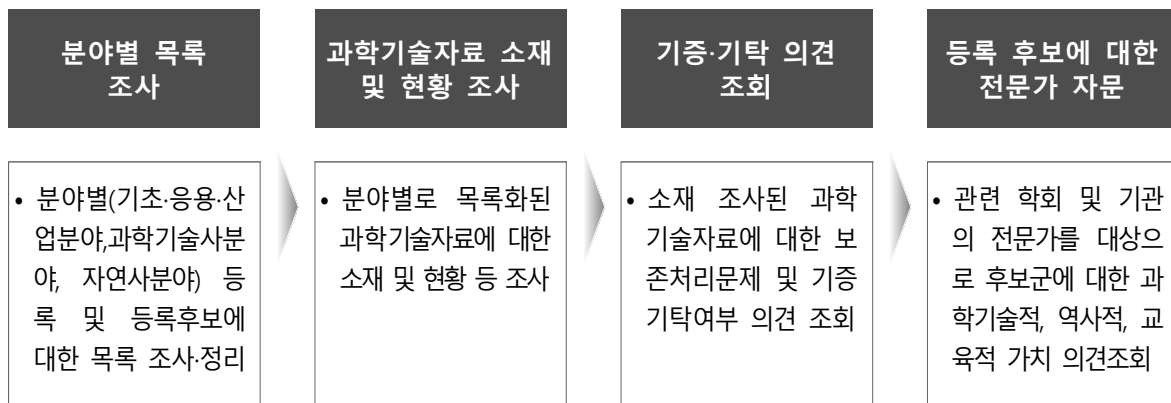 분야별 목록
조사
과학기술자료 소재
및 현황 조사
기증·기탁 의견
조회
등록 후보에 대한
전문가 자문
• 분야별(기초·응용·산
업분야,과학기술사분
야, 자연사분야) 등
록 및 등록후보에
대한 목록 조사·정리
• 분야별로 목록화된
과학기술자료에 대한
소재 및 현황 등 조사
• 소재 조사된 과학
기술자료에 대한 보
존처리문제 및 기증
기탁여부 의견 조회
• 관련 학회 및 기관
의 전문가를 대상으
로 후보군에 대한 과
학기술적, 역사적, 교
육적 가치 의견조회